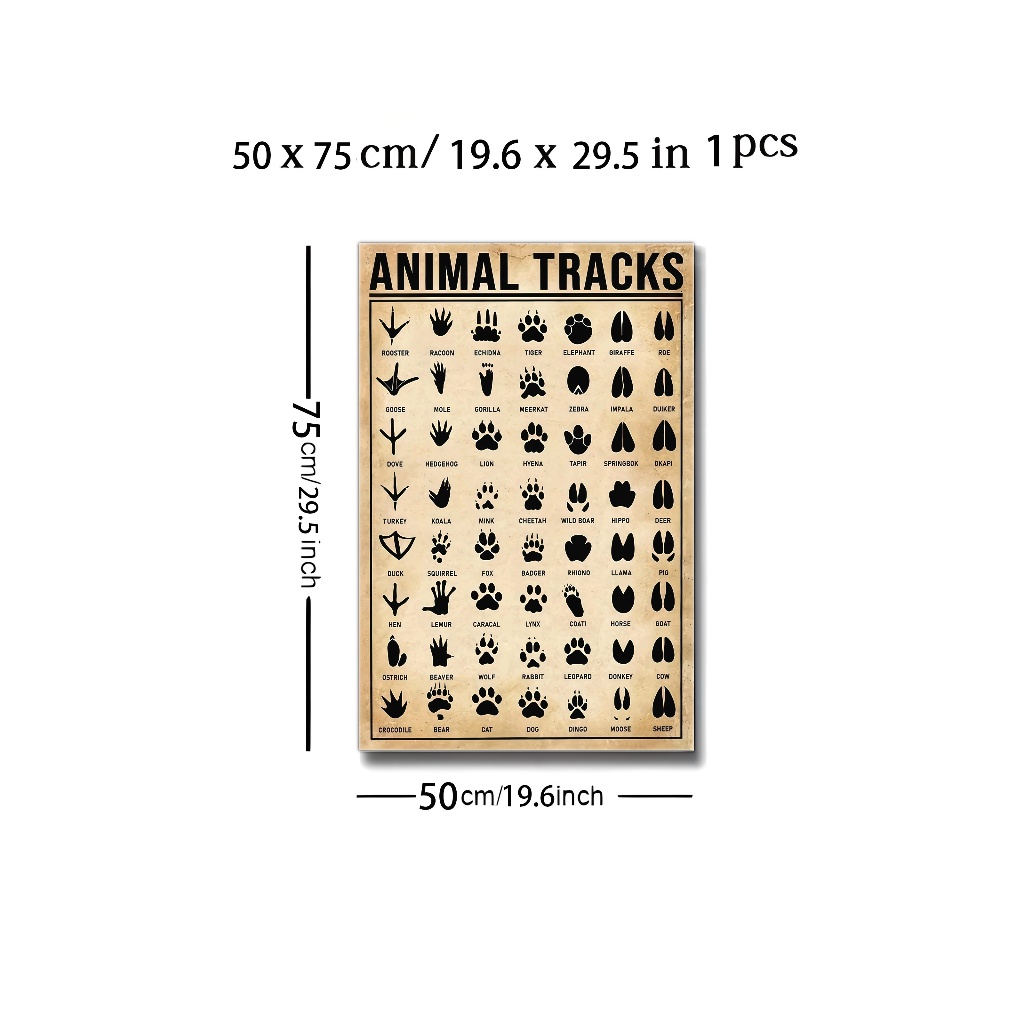 50 x 75 cm/ 19.6 x 29.5 in 1pcs
75cm/29.5inch
ANIMAL TRACKS
ROOSTER RACOON ECHIDNA TIGER ELEPHANT GIRAFFE ROE
GOOSE MOLE GORILLA MEERKAT ZEBRA IMPALA DUIKER
DOVE HEDGEHOG LION HYENA TAPIR SPRINGBOK OKAPI
TURKEY KOALA MINK CHEETAH WILD BOAR HIPPO DEER
DUCK SQUIRREL FOX BADGER RHIONO LLAMA PIG
HEN LEMUR CARACAL LYNX COATI HORSE GOAT
OSTRICH BEAVER WOLF RABBIT LEOPARD DONKEY COW
CROCODILE BEAR CAT DOG DINGO MOOSE SHEEP
50cm/19.6inch